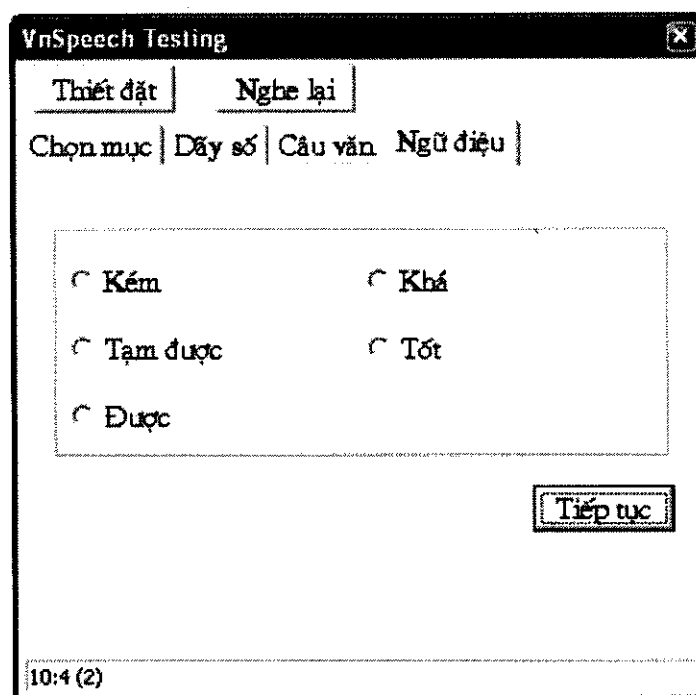 VnSpeech Testing
Thiết đặt Nghe lại
Chọn mục Dãy số Câu văn Ngữ điệu
Kém Khá
Tạm được Tốt
Được
Tiếp tục
10:4 (2)